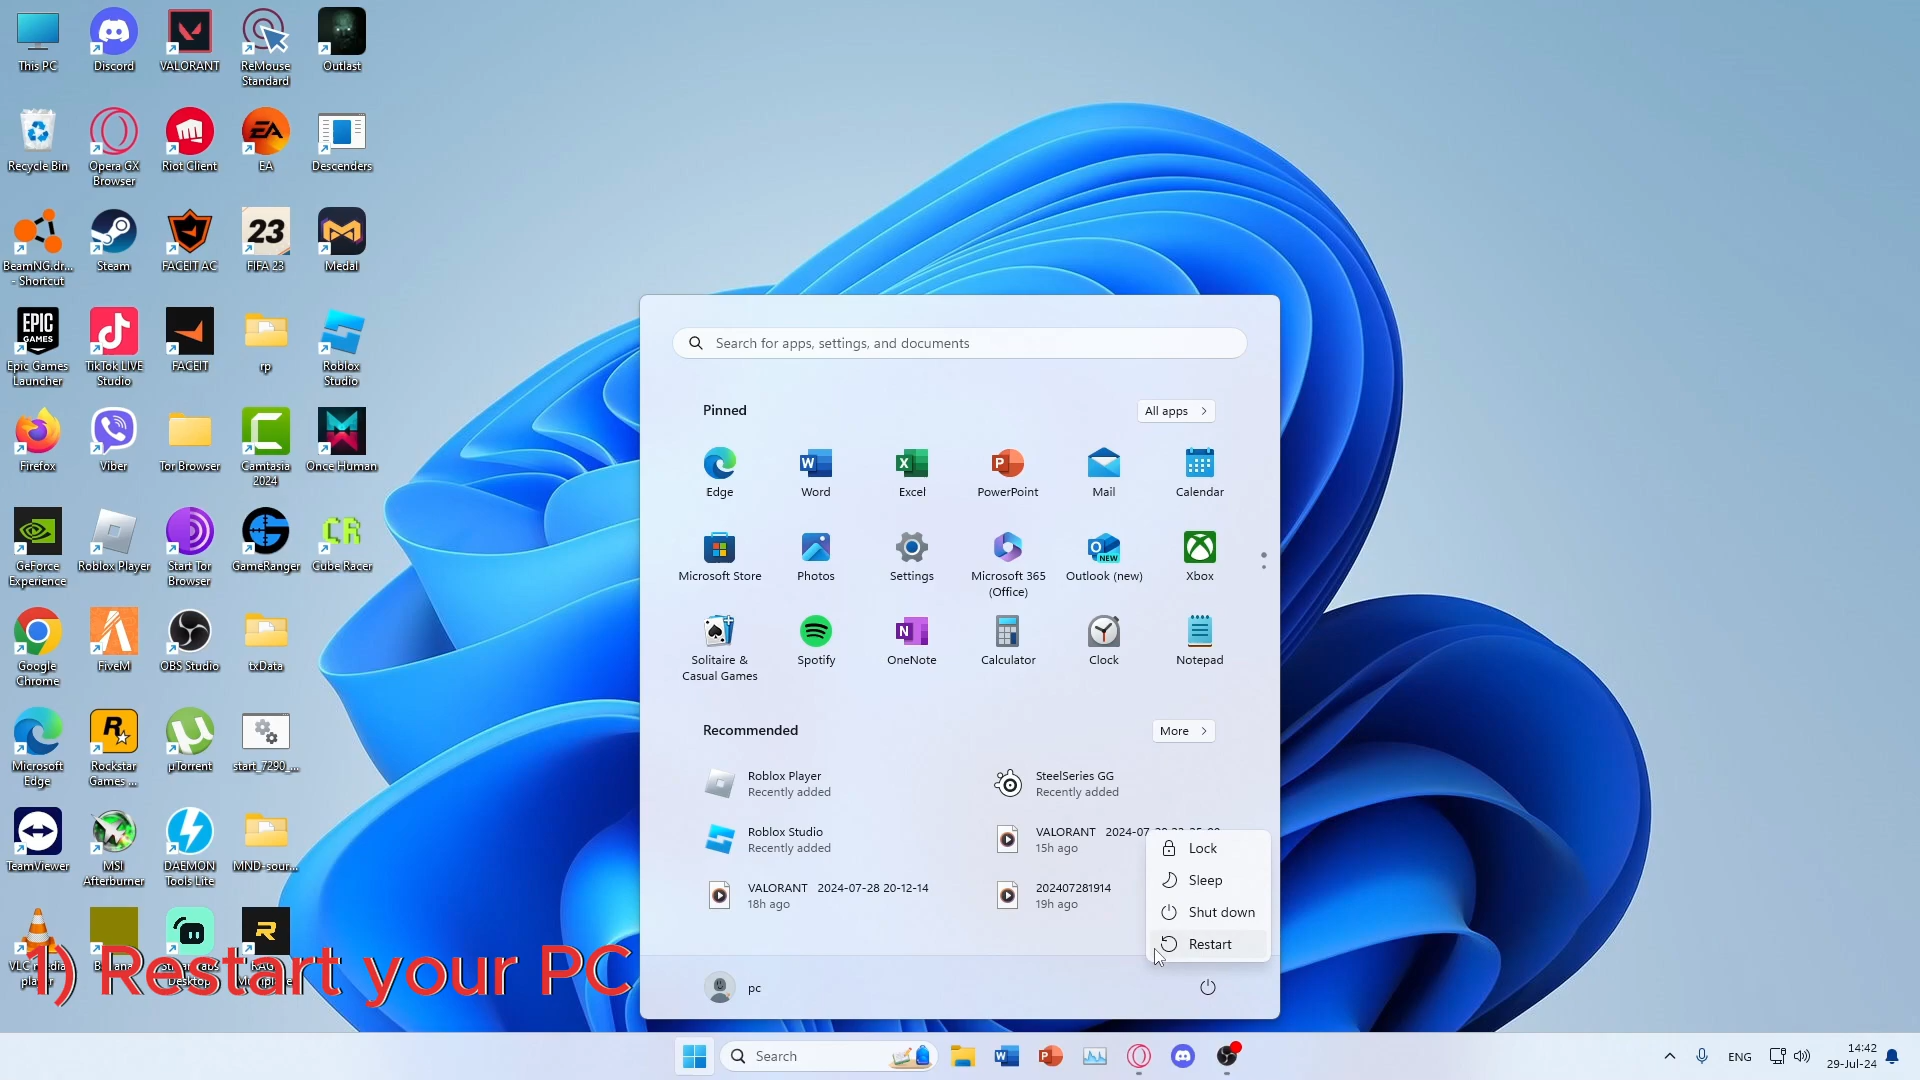 This PC
Discord
VALORANT
ReMouse
Standard
Outlast
Recycle Bin
Opera GX
Browser
Riot Client
EA
Descenders
BeamNG.dr...
- Shortcut
Steam
FACEIT AC
23
FIFA 23
Medal
EPIC
GAMES
Epic Games
Launcher
TikTok LIVE
Studio
FACEIT
rp
Roblox
Studio
Firefox
Viber
Tor Browser
Camtasia
2024
Once Human
GeForce
Experience
Roblox Player
Start Tor
Browser
GameRanger
CR
Cube Racer
Google
Chrome
FiveM
OBS Studio
txData
Microsoft
Edge
Rockstar
Games ...
µTorrent
start_7290_...
TeamViewer
MSI
Afterburner
DAEMON
Tools Lite
MND-sour...
VLC media
player
Desktop
1) Restart your PC
Search for apps, settings, and documents
Pinned
All apps
Edge
Word
Excel
PowerPoint
Mail
Calendar
Microsoft Store
Photos
Settings
Microsoft 365
(Office)
NEW
Outlook (new)
Xbox
Solitaire &
Casual Games
Spotify
OneNote
Calculator
Clock
Notepad
Recommended
More
Roblox Player
Recently added
SteelSeries GG
Recently added
Roblox Studio
Recently added
VALORANT 2024-07
15h ago
VALORANT 2024-07-28 20-12-14
18h ago
202407281914
19h ago
Lock
Sleep
Shut down
Restart
pc
Search
ENG
14:42
29-Jul-24